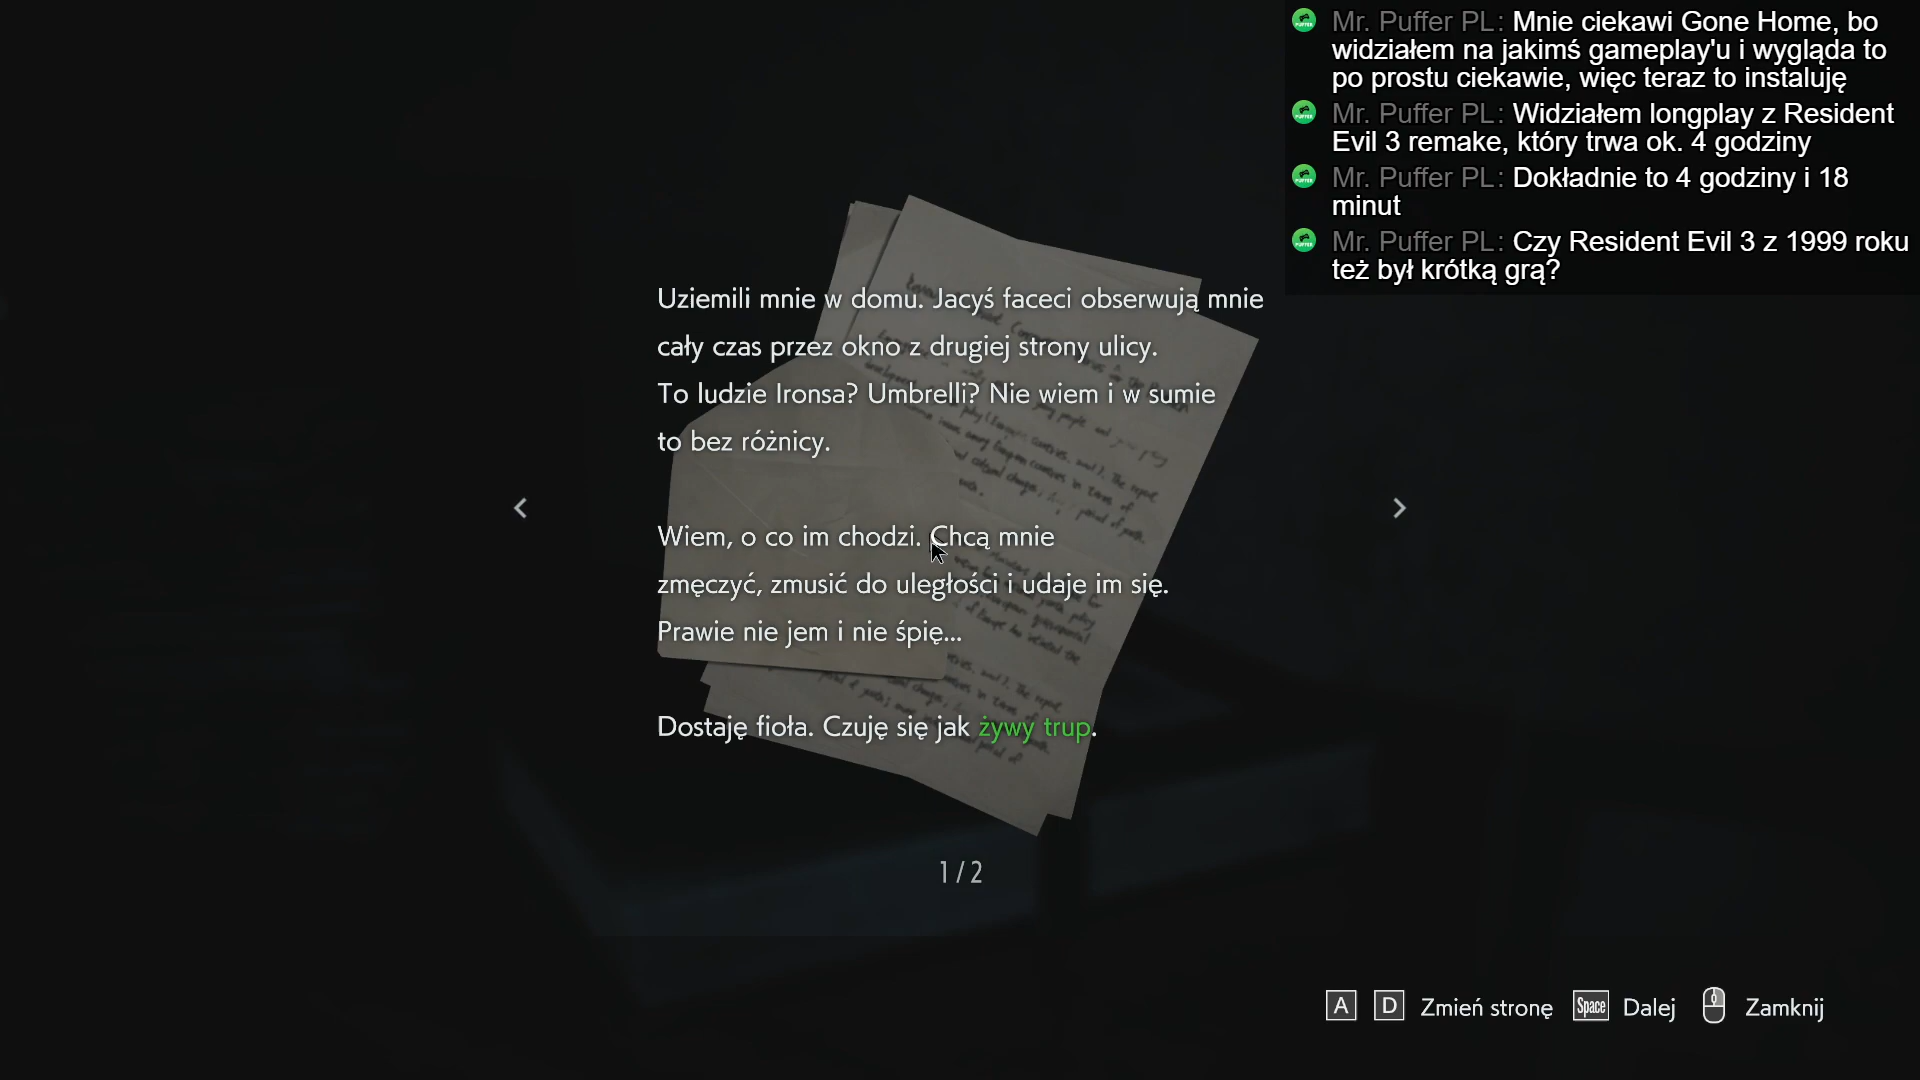 Mr. Puffer PL: Mnie ciekawi Gone Home, bo
widziałem na jakimś gameplay'u i wygląda to
po prostu ciekawie, więc teraz to instaluję
Mr. Puffer PL: Widziałem longplay z Resident
Evil 3 remake, który trwa ok. 4 godziny
Mr. Puffer PL: Dokładnie to 4 godziny i 18
minut
Mr. Puffer PL: Czy Resident Evil 3 z 1999 roku
też był krótką grą?
Uziemili mnie w domu. Jacyś faceci obserwują mnie
cały czas przez okno z drugiej strony ulicy.
To ludzie Ironsa? Umbrelli? Nie wiem i w sumie
to bez różnicy.
Wiem, o co im chodzi. Chcą mnie
zmęczyć, zmusić do uległości i udaje im się.
Prawie nie jem i nie śpię...
Dostaję fioła. Czuję się jak żywy trup.
1 / 2
A D Zmień stronę Space Dalej Zamknij